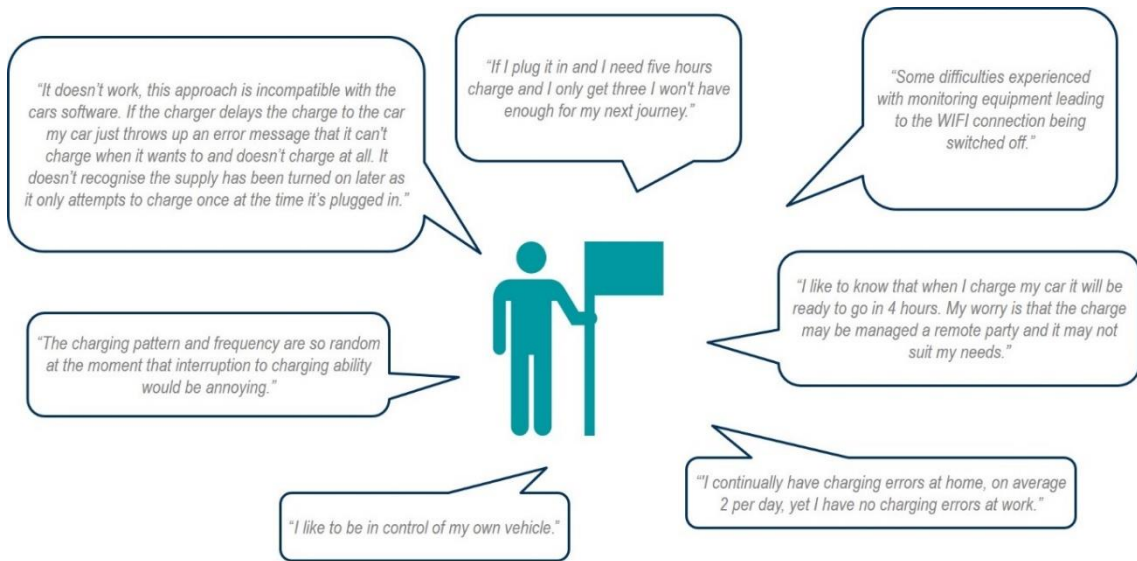 “It doesn’t work, this approach is incompatible with the
cars software. If the charger delays the charge to the car
my car just throws up an error message that it can't
charge when it wants to and doesn’t charge at all. It
doesn’t recognise the supply has been turned on later as
it only attempts to charge once at the time it’s plugged in.”
“If I plug it in and I need five hours
charge and I only get three I won't have
enough for my next journey.”
“Some difficulties experienced
with monitoring equipment leading
to the WIFI connection being
switched off.”
“The charging pattern and frequency are so random
at the moment that interruption to charging ability
would be annoying.”
“I like to know that when I charge my car it will be
ready to go in 4 hours. My worry is that the charge
may be managed a remote party and it may not
suit my needs.”
“I like to be in control of my own vehicle.”
“'I continually have charging errors at home, on average
2 per day, yet I have no charging errors at work.”